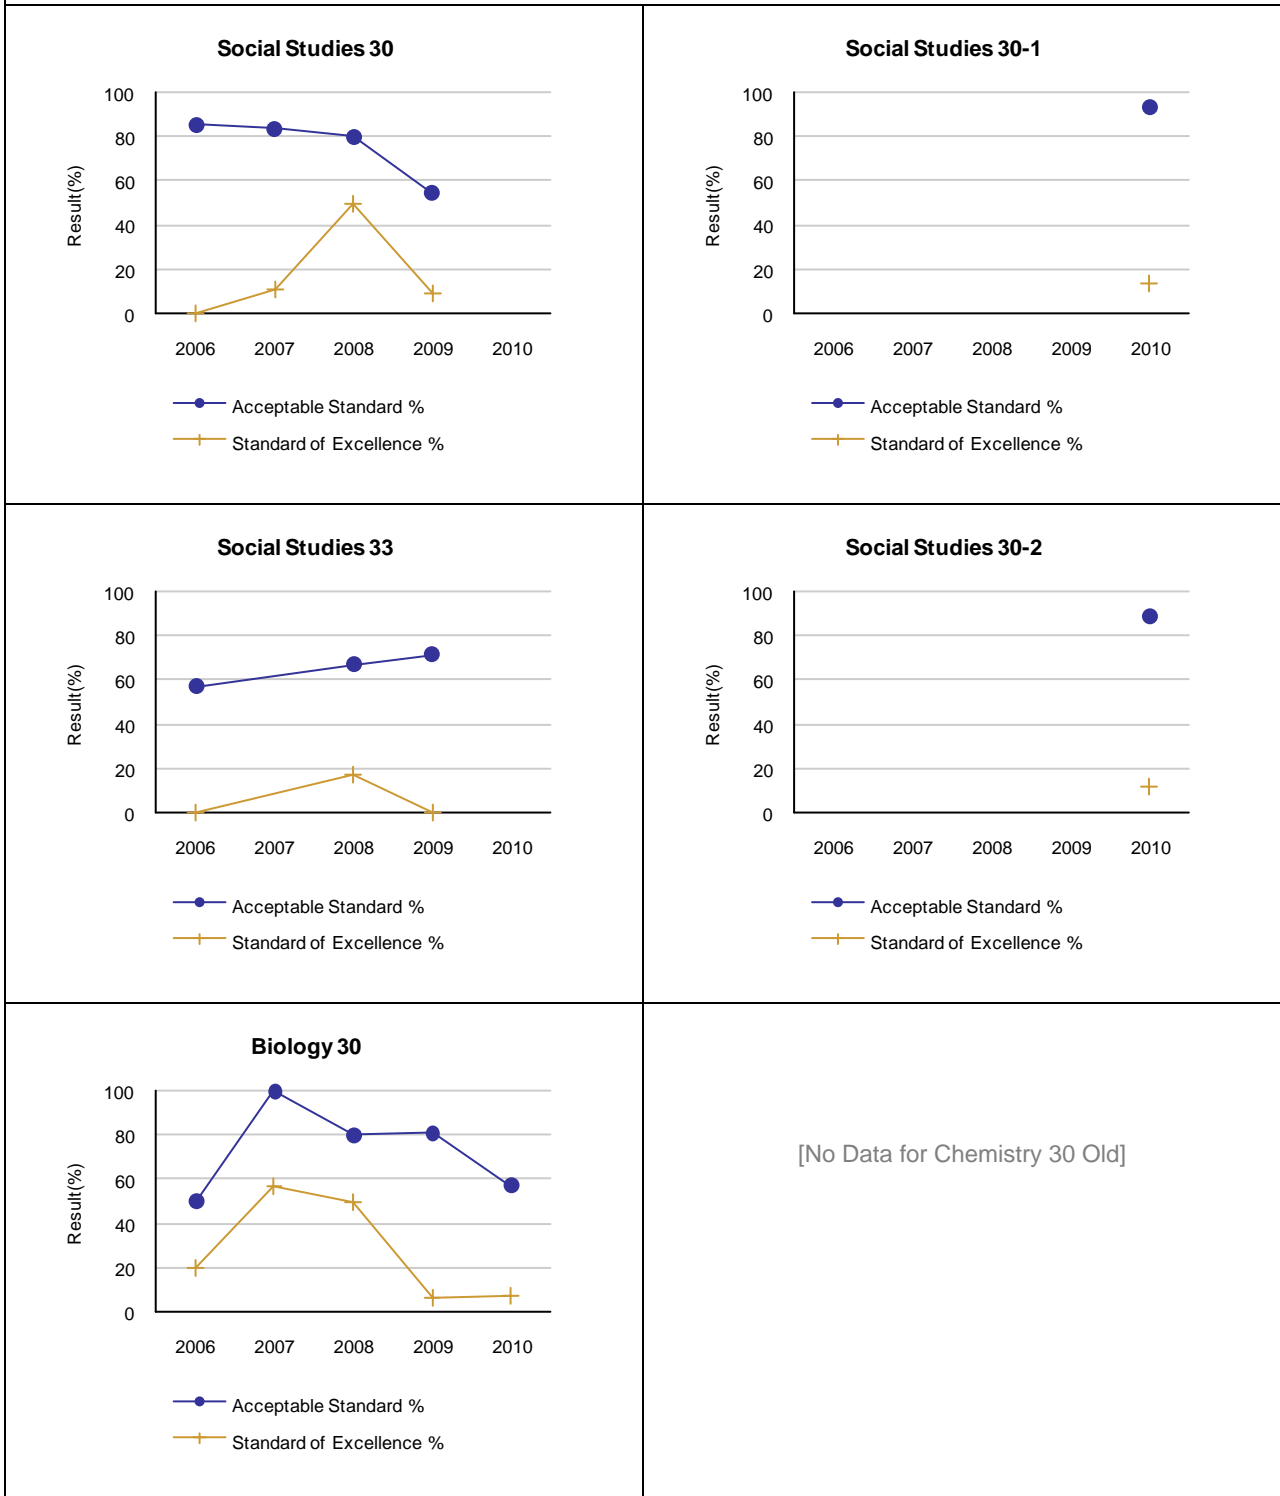 Social Studies 30
100
80
60
40
20
0
Result(%)
2006 2007 2008 2009 2010
Acceptable Standard %
Standard of Excellence %
Social Studies 30-1
100
80
60
40
20
0
Result(%)
2006 2007 2008 2009 2010
Acceptable Standard %
Standard of Excellence %
Social Studies 33
100
80
60
40
20
0
Result(%)
2006 2007 2008 2009 2010
Acceptable Standard %
Standard of Excellence %
Social Studies 30-2
100
80
60
40
20
0
Result(%)
2006 2007 2008 2009 2010
Acceptable Standard %
Standard of Excellence %
Biology 30
100
80
60
40
20
0
Result(%)
2006 2007 2008 2009 2010
Acceptable Standard %
Standard of Excellence %
[No Data for Chemistry 30 Old]